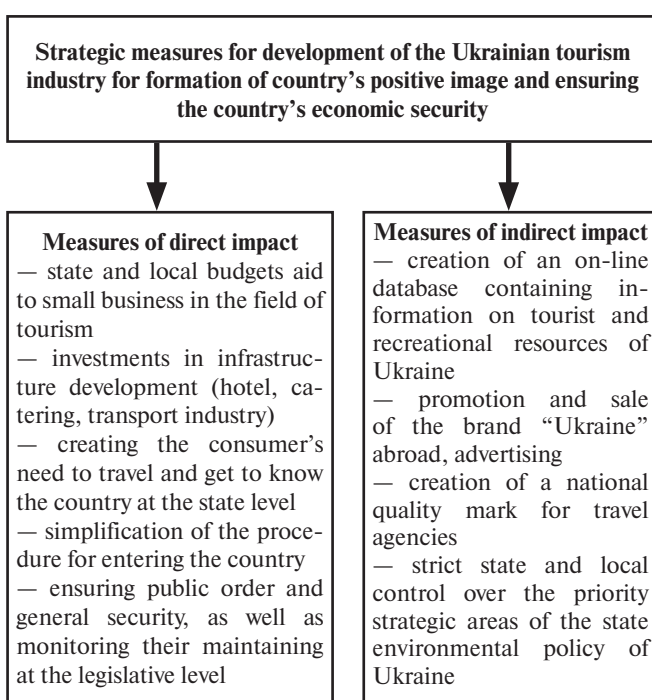 Strategic measures for development of the Ukrainian tourism
industry for formation of country's positive image and ensuring
the country's economic security
Measures of direct impact
— state and local budgets aid
to small business in the field of
tourism
— investments in infrastruc-
ture development (hotel, ca-
tering, transport industry)
— creating the consumer's
need to travel and get to know
the country at the state level
— simplification of the proce-
dure for entering the country
— ensuring public order and
general security, as well as
monitoring their maintaining
at the legislative level
Measures of indirect impact
— creation of an on-line
database containing in-
formation on tourist and
recreational resources of
Ukraine
— promotion and sale
of the brand “Ukraine”
abroad, advertising
— creation of a national
quality mark for travel
agencies
— strict state and local
control over the priority
strategic areas of the state
environmental policy of
Ukraine